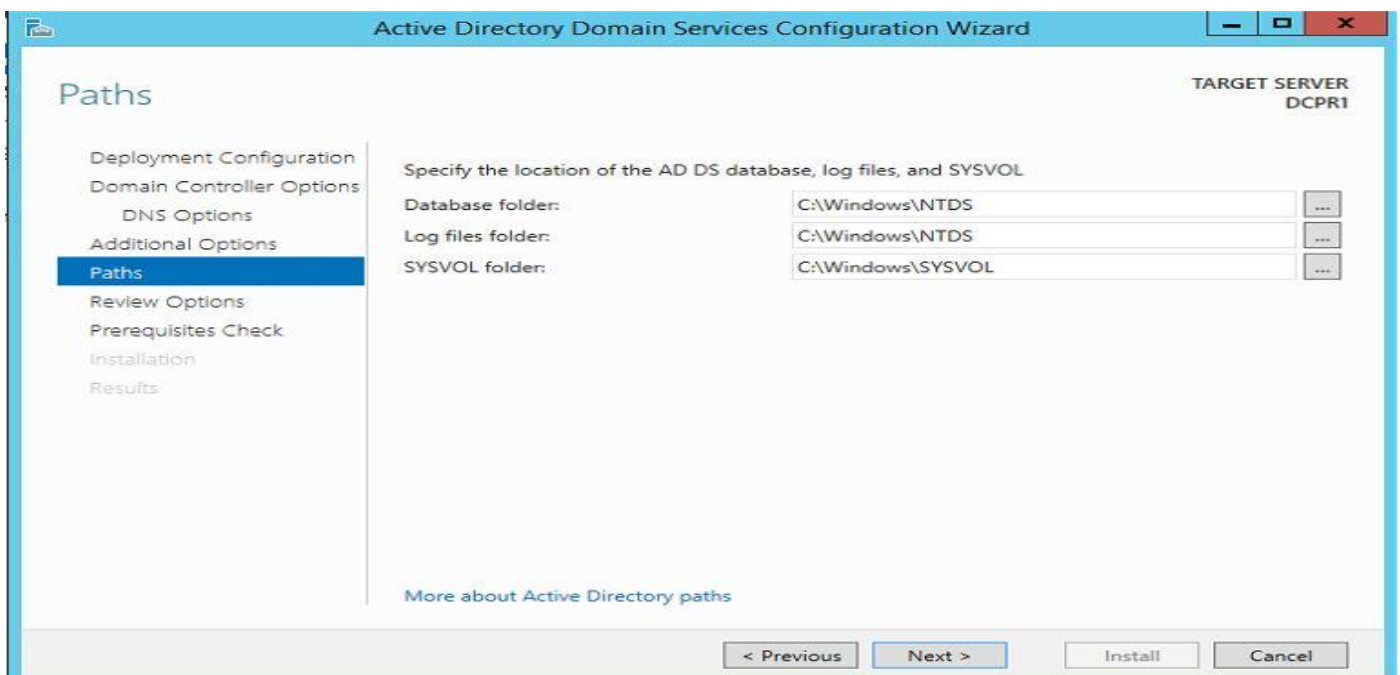 Active Directory Domain Services Configuration Wizard
Paths
TARGET SERVER
DCPR1
Deployment Configuration
Domain Controller Options
DNS Options
Additional Options
Paths
Review Options
Prerequisites Check
Installation
Results
Specify the location of the AD DS database, log files, and SYSVOL
Database folder: C:\Windows\NTDS ...
Log files folder: C:\Windows\NTDS ...
SYSVOL folder: C:\Windows\SYSVOL ...
More about Active Directory paths
< Previous Next > Install Cancel